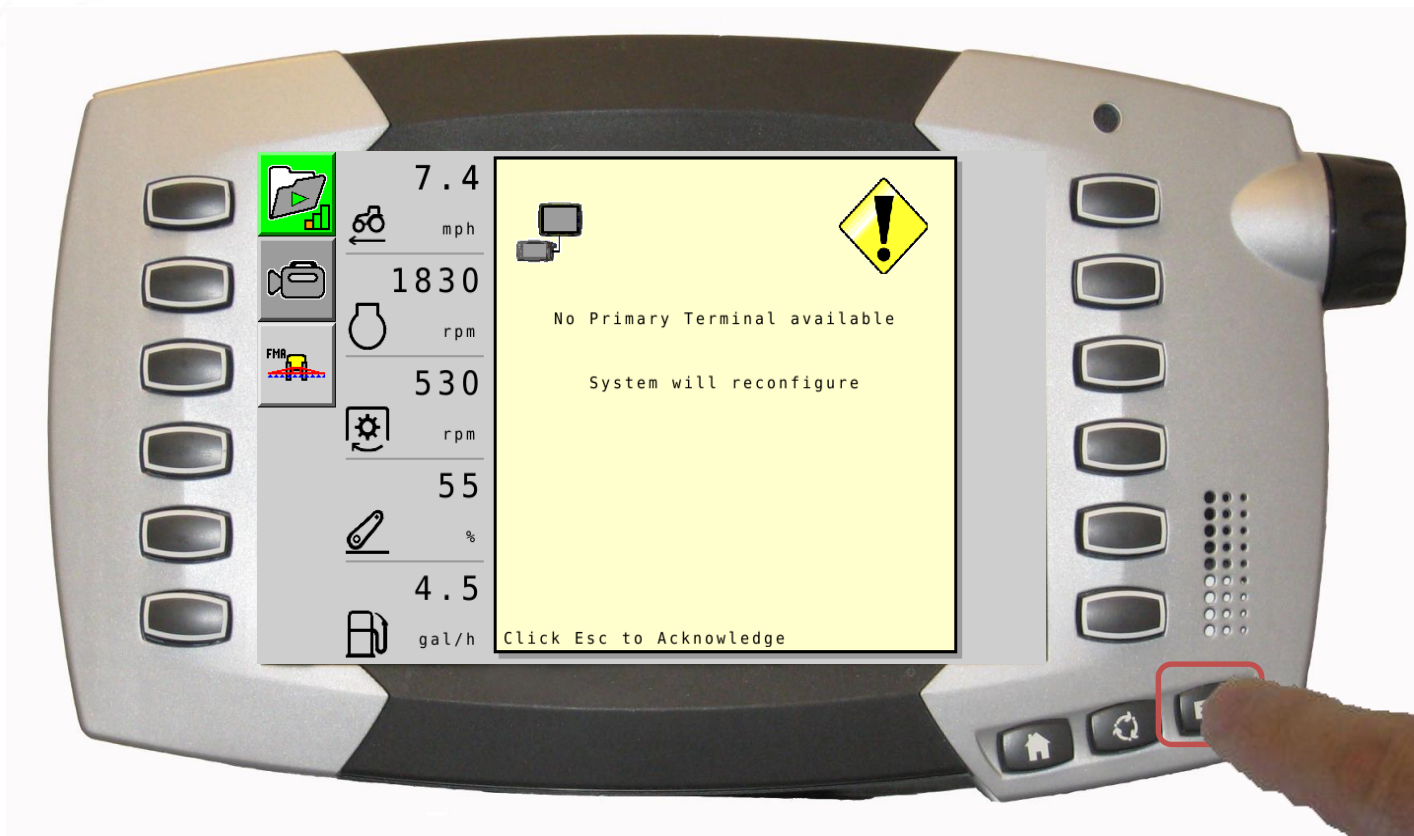 7.4
mph
1830
rpm
530
rpm
55
%
4.5
gal/h
FMA
No Primary Terminal available
System will reconfigure
Click Esc to Acknowledge